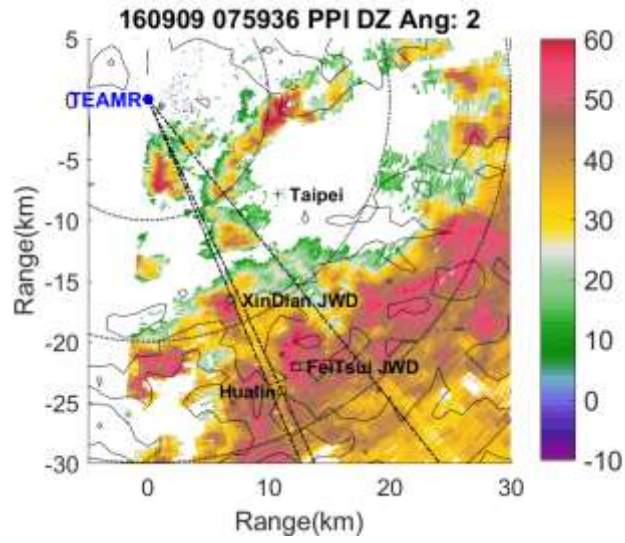 160909 075936 PPI DZ Ang: 2
5
0
-5
-10
-15
-20
-25
-30
Range(km)
TEAMR
Taipei
XinDian JWD
FeiTsui JWD
Hualin
0
10
20
30
Range(km)
60
50
40
30
20
10
0
-10